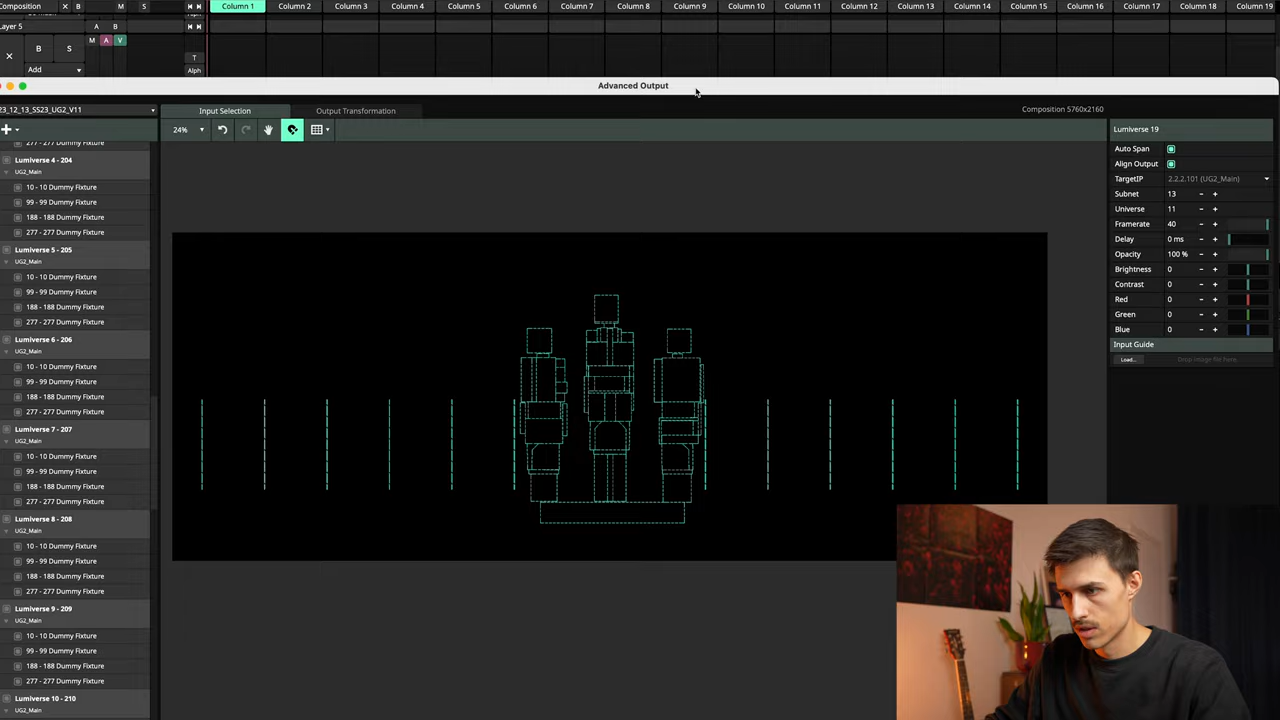 Composition X B M S Column 1 Column 2 Column 3 Column 4 Column 5 Column 6 Column 7 Column 8 Column 9 Column 10 Column 11 Column 12 Column 13 Column 14 Column 15 Column 16 Column 17 Column 18 Column 19
Layer 5 A B
M A V
B S
T
Add Alph
Advanced Output
23_12_13_SS23_UG2_V11 Input Selection Output Transformation Composition 5760x2160
24%
277 - 277 Dummy Fixture
Lumiverse 4 - 204
UG2_Main
10 - 10 Dummy Fixture
99 - 99 Dummy Fixture
188 - 188 Dummy Fixture
277 - 277 Dummy Fixture
Lumiverse 5 - 205
UG2_Main
10 - 10 Dummy Fixture
99 - 99 Dummy Fixture
188 - 188 Dummy Fixture
277 - 277 Dummy Fixture
Lumiverse 6 - 206
UG2_Main
10 - 10 Dummy Fixture
99 - 99 Dummy Fixture
188 - 188 Dummy Fixture
277 - 277 Dummy Fixture
Lumiverse 7 - 207
UG2_Main
10 - 10 Dummy Fixture
99 - 99 Dummy Fixture
188 - 188 Dummy Fixture
277 - 277 Dummy Fixture
Lumiverse 8 - 208
UG2_Main
10 - 10 Dummy Fixture
99 - 99 Dummy Fixture
188 - 188 Dummy Fixture
277 - 277 Dummy Fixture
Lumiverse 9 - 209
UG2_Main
10 - 10 Dummy Fixture
99 - 99 Dummy Fixture
188 - 188 Dummy Fixture
277 - 277 Dummy Fixture
Lumiverse 10 - 210
UG2_Main
Lumiverse 19
Auto Span
Align Output
TargetIP 2.2.2.101 (UG2_Main)
Subnet 13 - +
Universe 11 - +
Framerate 40 - +
Delay 0 ms - +
Opacity 100 % - +
Brightness 0 - +
Contrast 0 - +
Red 0 - +
Green 0 - +
Blue 0 - +
Input Guide
Load... Drop image file here